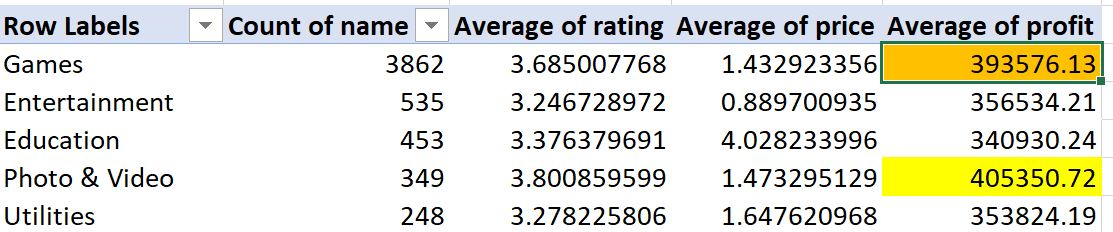 Row Labels Count of name Average of rating Average of price Average of profit
Games 3862 3.685007768 1.432923356 393576.13
Entertainment 535 3.246728972 0.889700935 356534.21
Education 453 3.376379691 4.028233996 340930.24
Photo & Video 349 3.800859599 1.473295129 405350.72
Utilities 248 3.278225806 1.647620968 353824.19